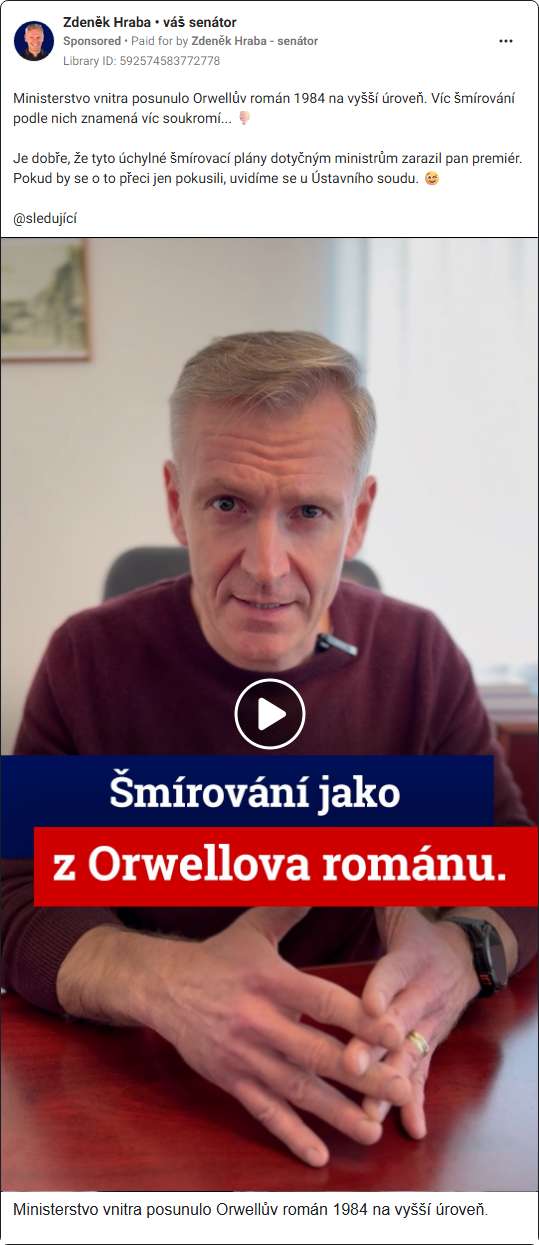 Zdeněk Hraba • váš senátor
Sponsored • Paid for by Zdeněk Hraba - senátor
Library ID: 592574583772778
Ministerstvo vnitra posunulo Orwellův román 1984 na vyšší úroveň. Víc šmírování
podle nich znamená víc soukromí... 👎🏻
Je dobře, že tyto úchylné šmírovací plány dotyčným ministrům zarazil pan premiér.
Pokud by se o to přeci jen pokusili, uvidíme se u Ústavního soudu. 😉
@sledující
Šmírování jako
z Orwellova románu.
Ministerstvo vnitra posunulo Orwellův román 1984 na vyšší úroveň.